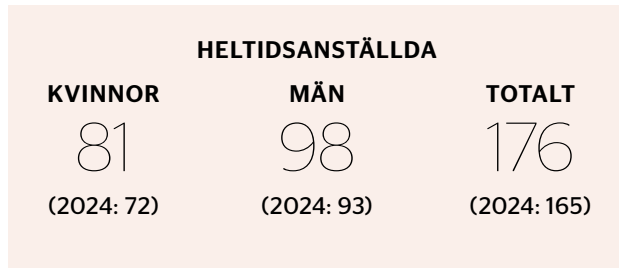 HELTIDSANSTÄLLDA
KVINNOR MÄN TOTALT
81 98 176
(2024: 72) (2024: 93) (2024: 165)